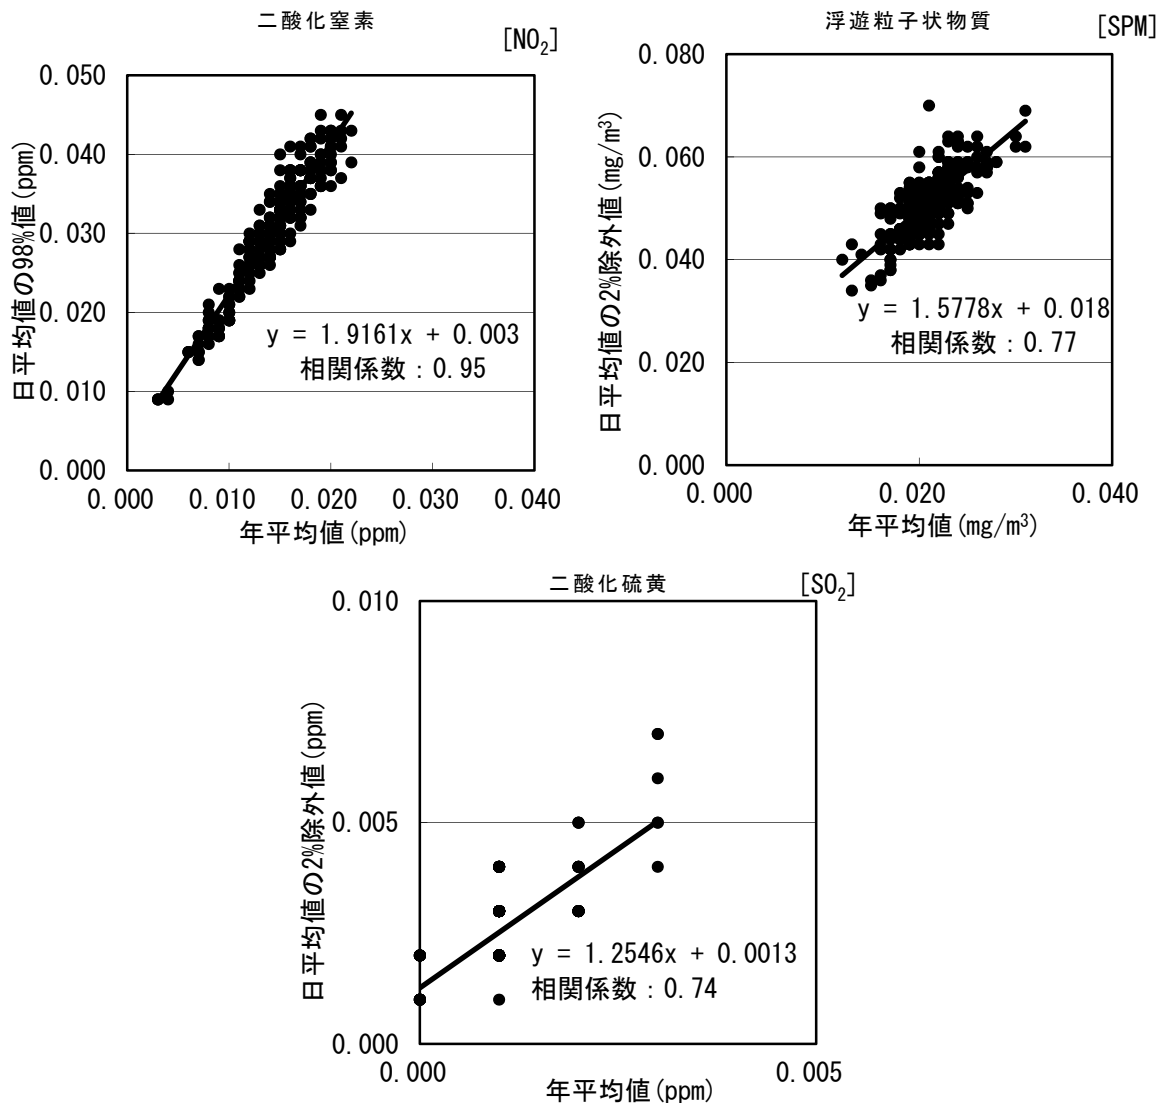 二酸化窒素
[NO₂]
日平均値の98%値(ppm)
0.050
0.040
0.030
0.020
0.010
0.000
y = 1.9161x + 0.003
相関係数：0.95
0.000 0.010 0.020 0.030 0.040
年平均値(ppm)
浮遊粒子状物質
[SPM]
日平均値の2%除外値(mg/m³)
0.080
0.060
0.040
0.020
0.000
y = 1.5778x + 0.018
相関係数：0.77
0.000 0.020 0.040
年平均値(mg/m³)
二酸化硫黄
[SO₂]
日平均値の2%除外値(ppm)
0.010
0.005
0.000
y = 1.2546x + 0.0013
相関係数：0.74
0.000 0.005
年平均値(ppm)